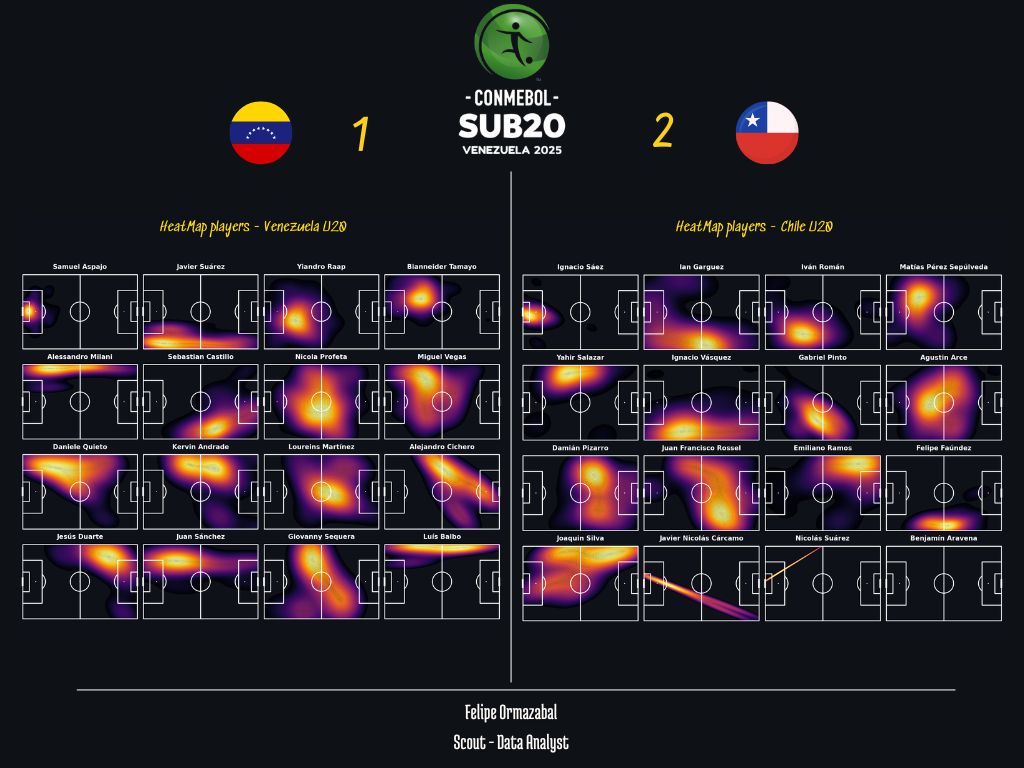 - CONMEBOL -
SUB20
VENEZUELA 2025
1
2
HeatMap players - Venezuela U20
Samuel Aspajo
Javier Suárez
Yiandro Raap
Bianneider Tamayo
Alessandro Milani
Sebastian Castillo
Nicola Profeta
Miguel Vegas
Daniele Quieto
Kervin Andrade
Loureins Martínez
Alejandro Cichero
Jesús Duarte
Juan Sánchez
Giovanny Sequera
Luis Balbo
HeatMap players - Chile U20
Ignacio Sáez
Ian Garguez
Iván Román
Matías Pérez Sepúlveda
Yahir Salazar
Ignacio Vásquez
Gabriel Pinto
Agustín Arce
Damián Pizarro
Juan Francisco Rossel
Emiliano Ramos
Felipe Faúndez
Joaquin Silva
Javier Nicolás Cárcamo
Nicolás Suárez
Benjamín Aravena
Felipe Ormazabal
Scout - Data Analyst